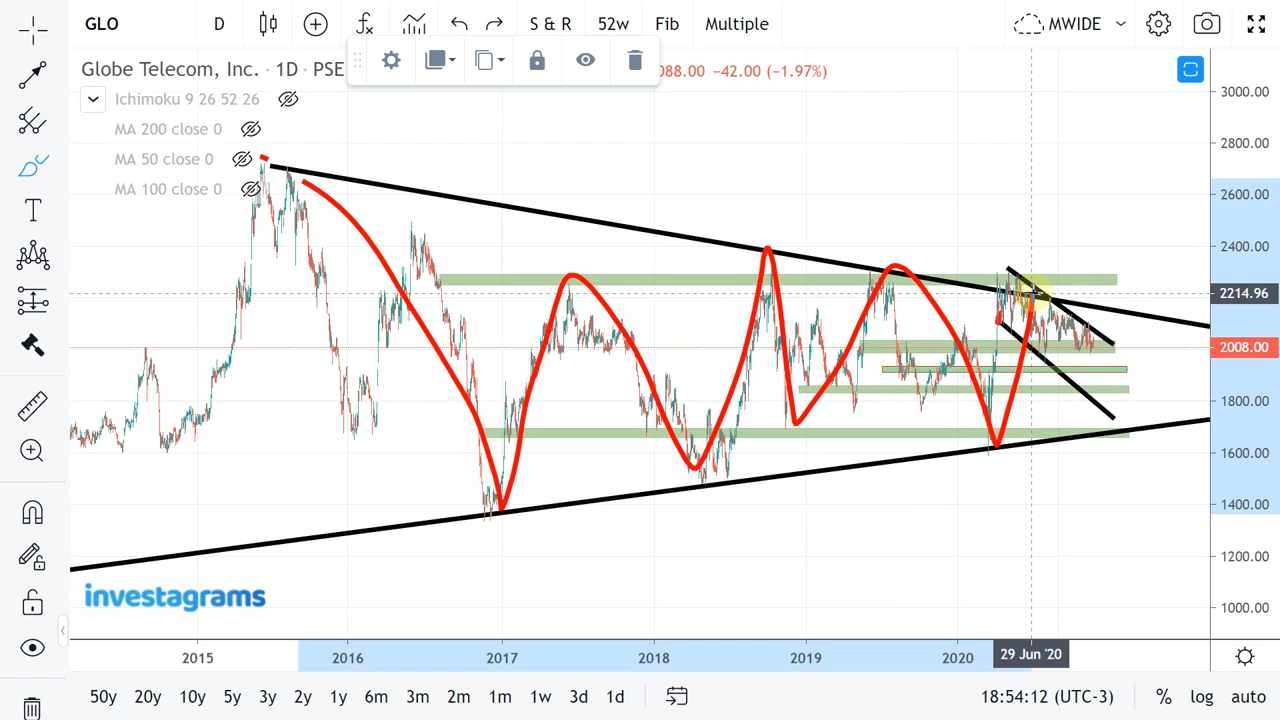 GLO D S & R 52w Fib Multiple MWIDE
Globe Telecom, Inc. · 1D · PSE 088.00 −42.00 (−1.97%)
Ichimoku 9 26 52 26
MA 200 close 0
MA 50 close 0
MA 100 close 0
3000.00
2800.00
2600.00
2400.00
2214.96
2008.00
1800.00
1600.00
1400.00
1200.00
1000.00
investagrams
2015 2016 2017 2018 2019 2020 29 Jun '20
50y 20y 10y 5y 3y 2y 1y 6m 3m 2m 1m 1w 3d 1d 18:54:12 (UTC-3) % log auto